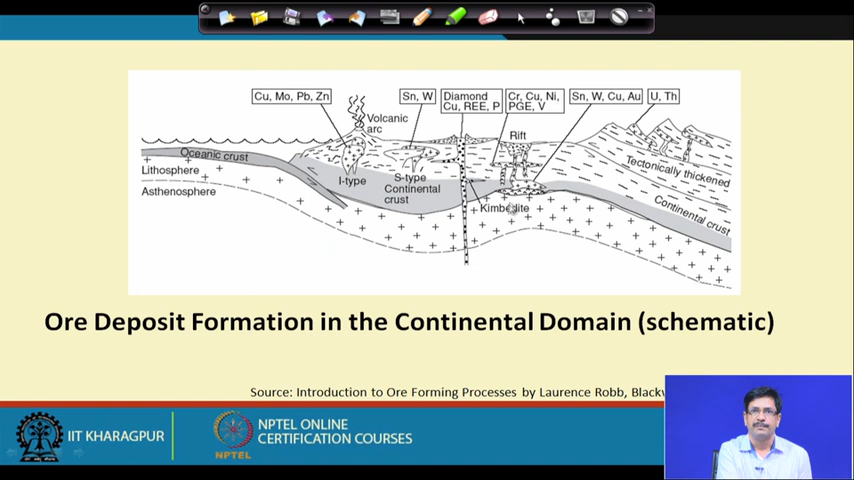 Cu, Mo, Pb, Zn
Sn, W
Diamond
Cu, REE, P
Cr, Cu, Ni,
PGE, V
Sn, W, Cu, Au
U, Th
Volcanic
arc
Rift
Oceanic crust
Lithosphere
Asthenosphere
I-type
S-type
Continental
crust
Kimberlite
Tectonically thickened
Continental crust
Ore Deposit Formation in the Continental Domain (schematic)
Source: Introduction to Ore Forming Processes by Laurence Robb,
IIT KHARAGPUR
NPTEL
NPTEL ONLINE
CERTIFICATION COURSES